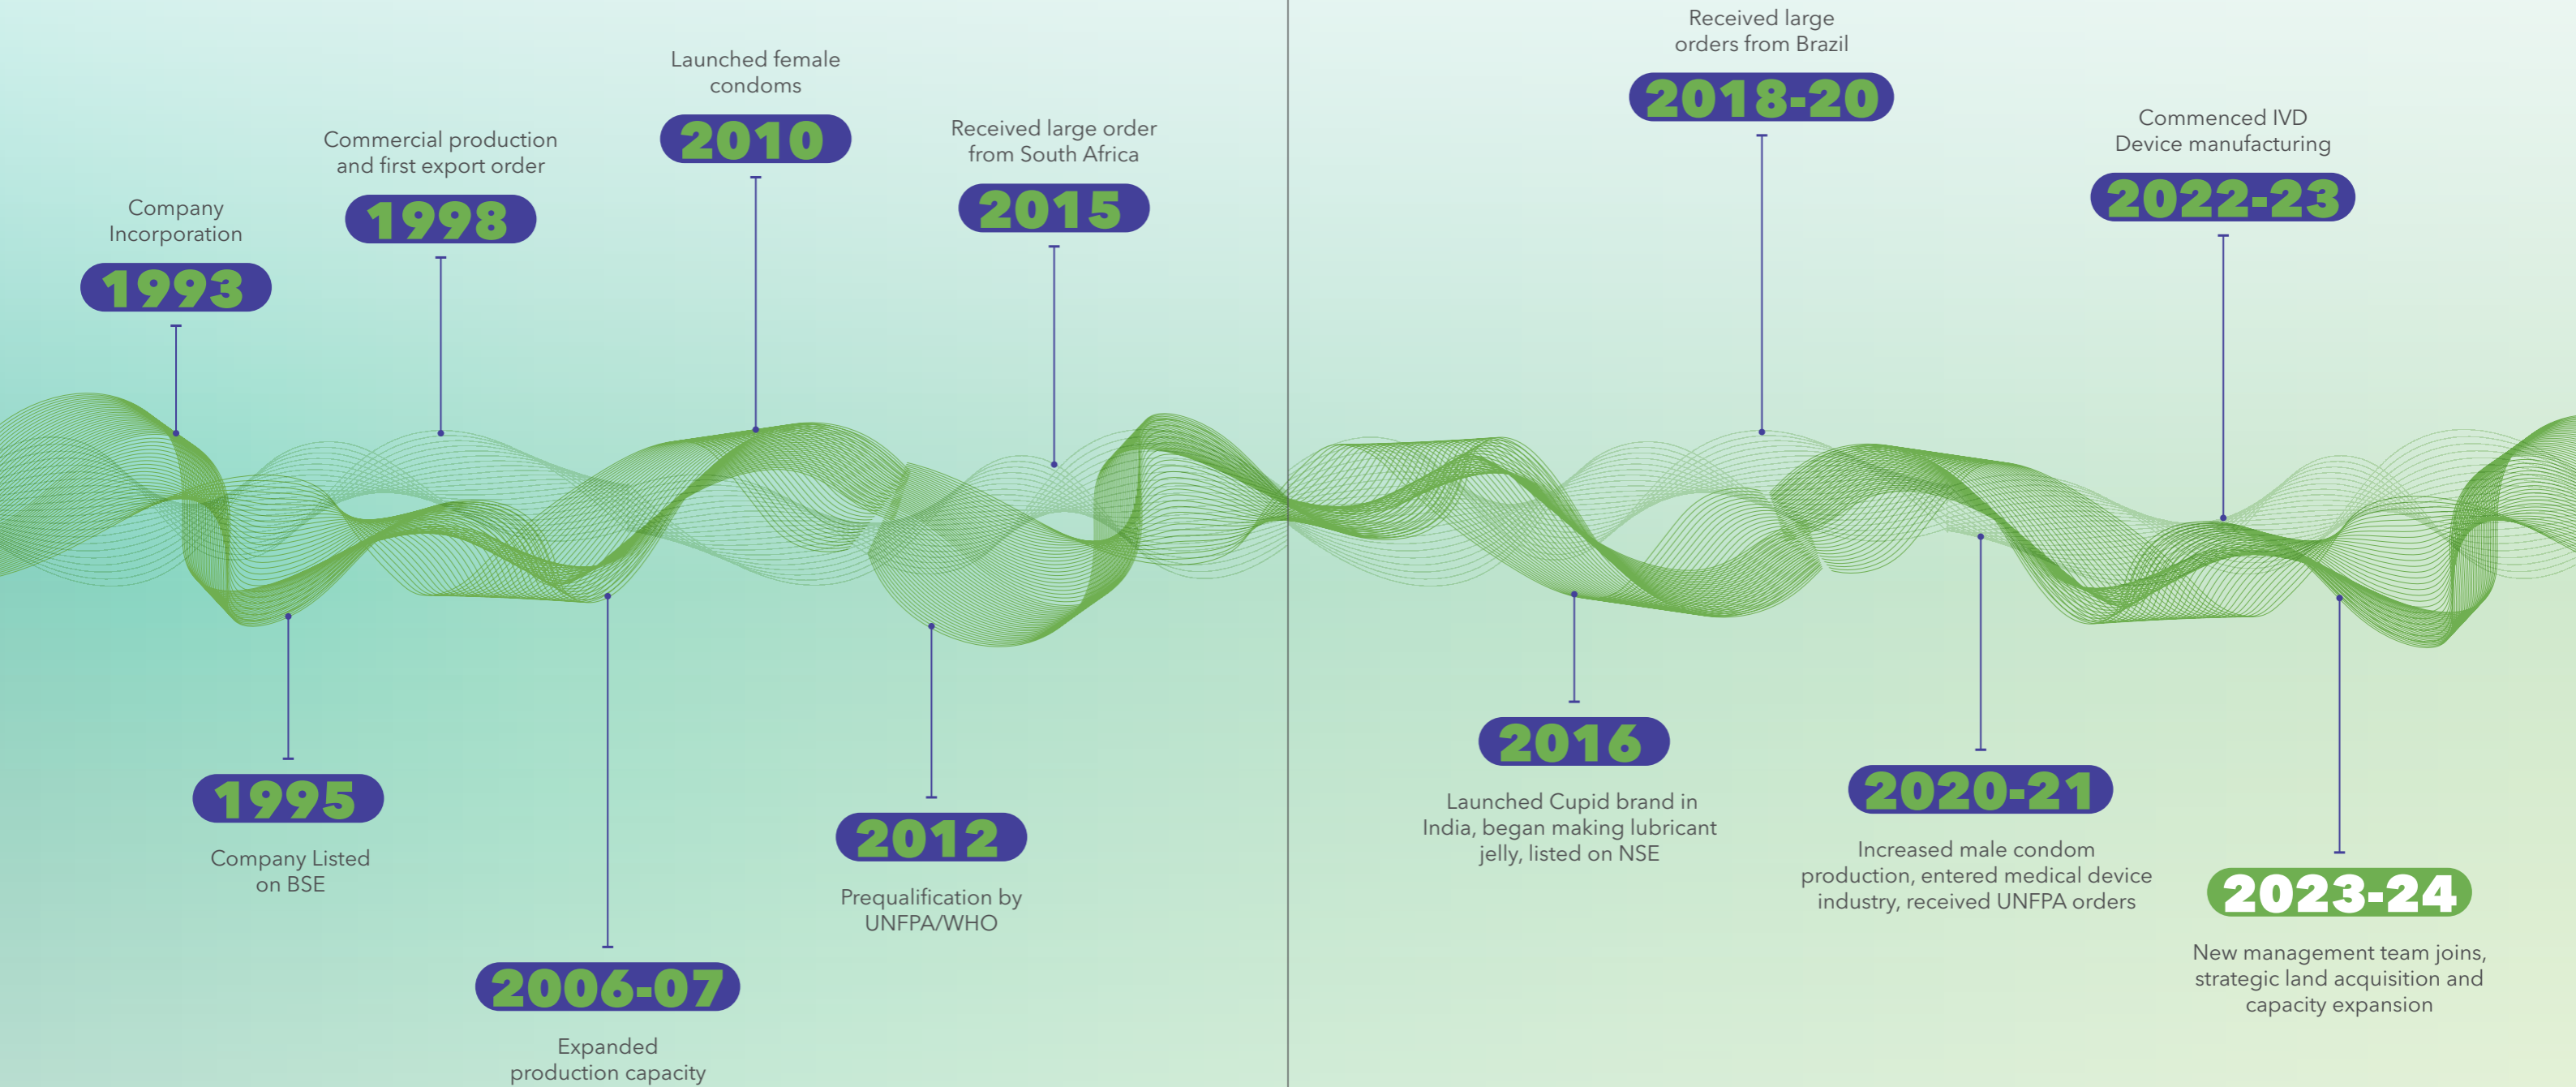 Company
Incorporation
1993
1995
Company Listed
on BSE
Commercial production
and first export order
1998
2006-07
Expanded
production capacity
Launched female
condoms
2010
2012
Prequalification by
UNFPA/WHO
Received large order
from South Africa
2015
2016
Launched Cupid brand in
India, began making lubricant
jelly, listed on NSE
Received large
orders from Brazil
2018-20
2020-21
Increased male condom
production, entered medical device
industry, received UNFPA orders
Commenced IVD
Device manufacturing
2022-23
2023-24
New management team joins,
strategic land acquisition and
capacity expansion